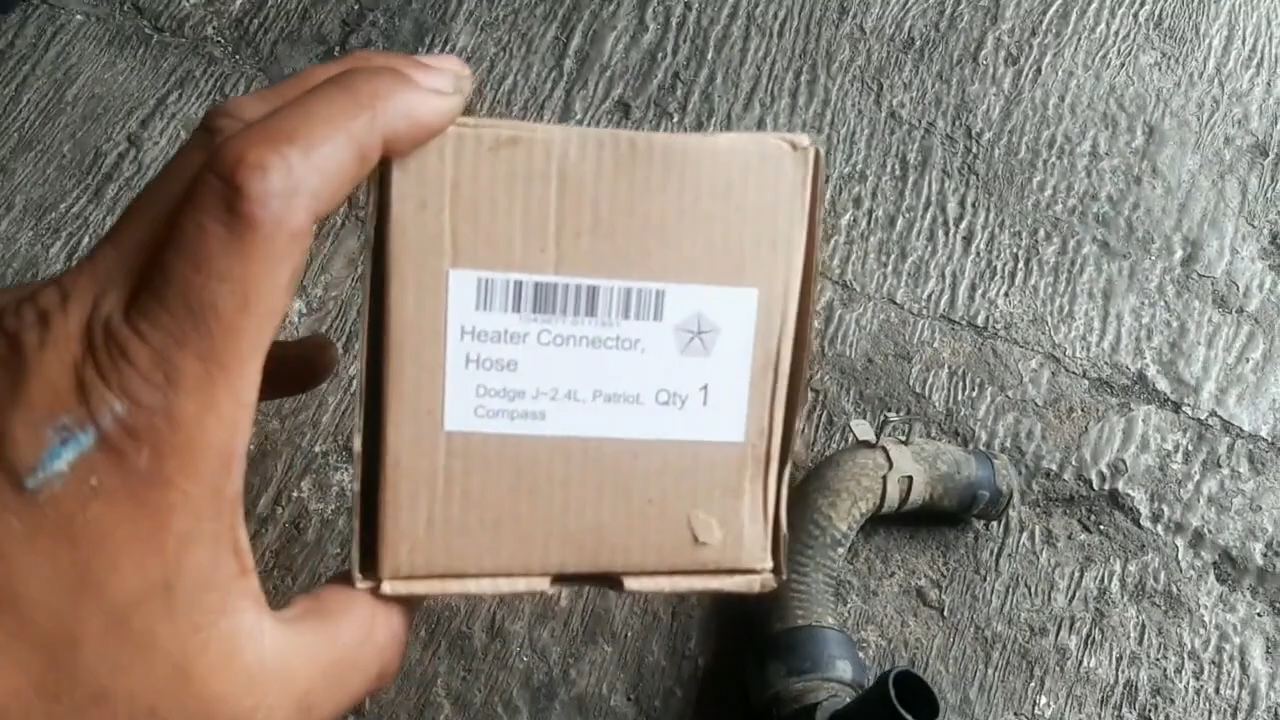 Heater Connector,
Hose
Dodge J-2.4L, Patriot, Qty 1
Compass